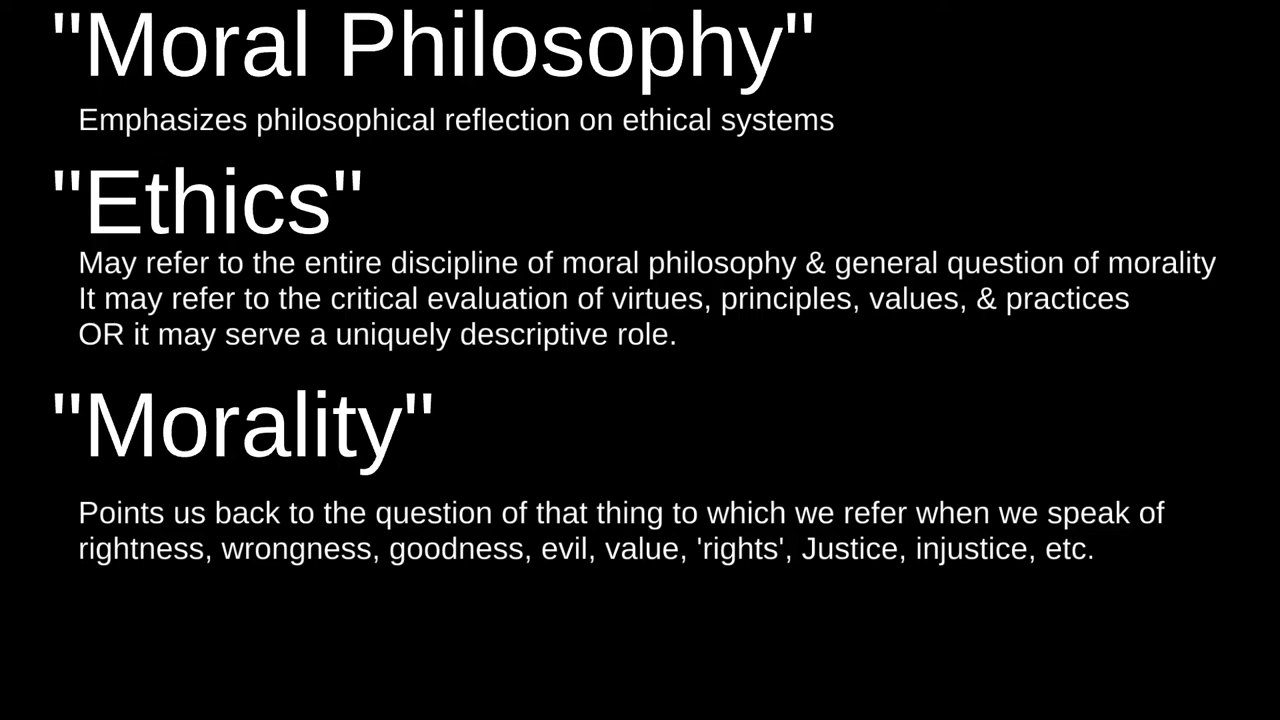 "Moral Philosophy"
Emphasizes philosophical reflection on ethical systems
"Ethics"
May refer to the entire discipline of moral philosophy & general question of morality
It may refer to the critical evaluation of virtues, principles, values, & practices
OR it may serve a uniquely descriptive role.
"Morality"
Points us back to the question of that thing to which we refer when we speak of
rightness, wrongness, goodness, evil, value, 'rights', Justice, injustice, etc.